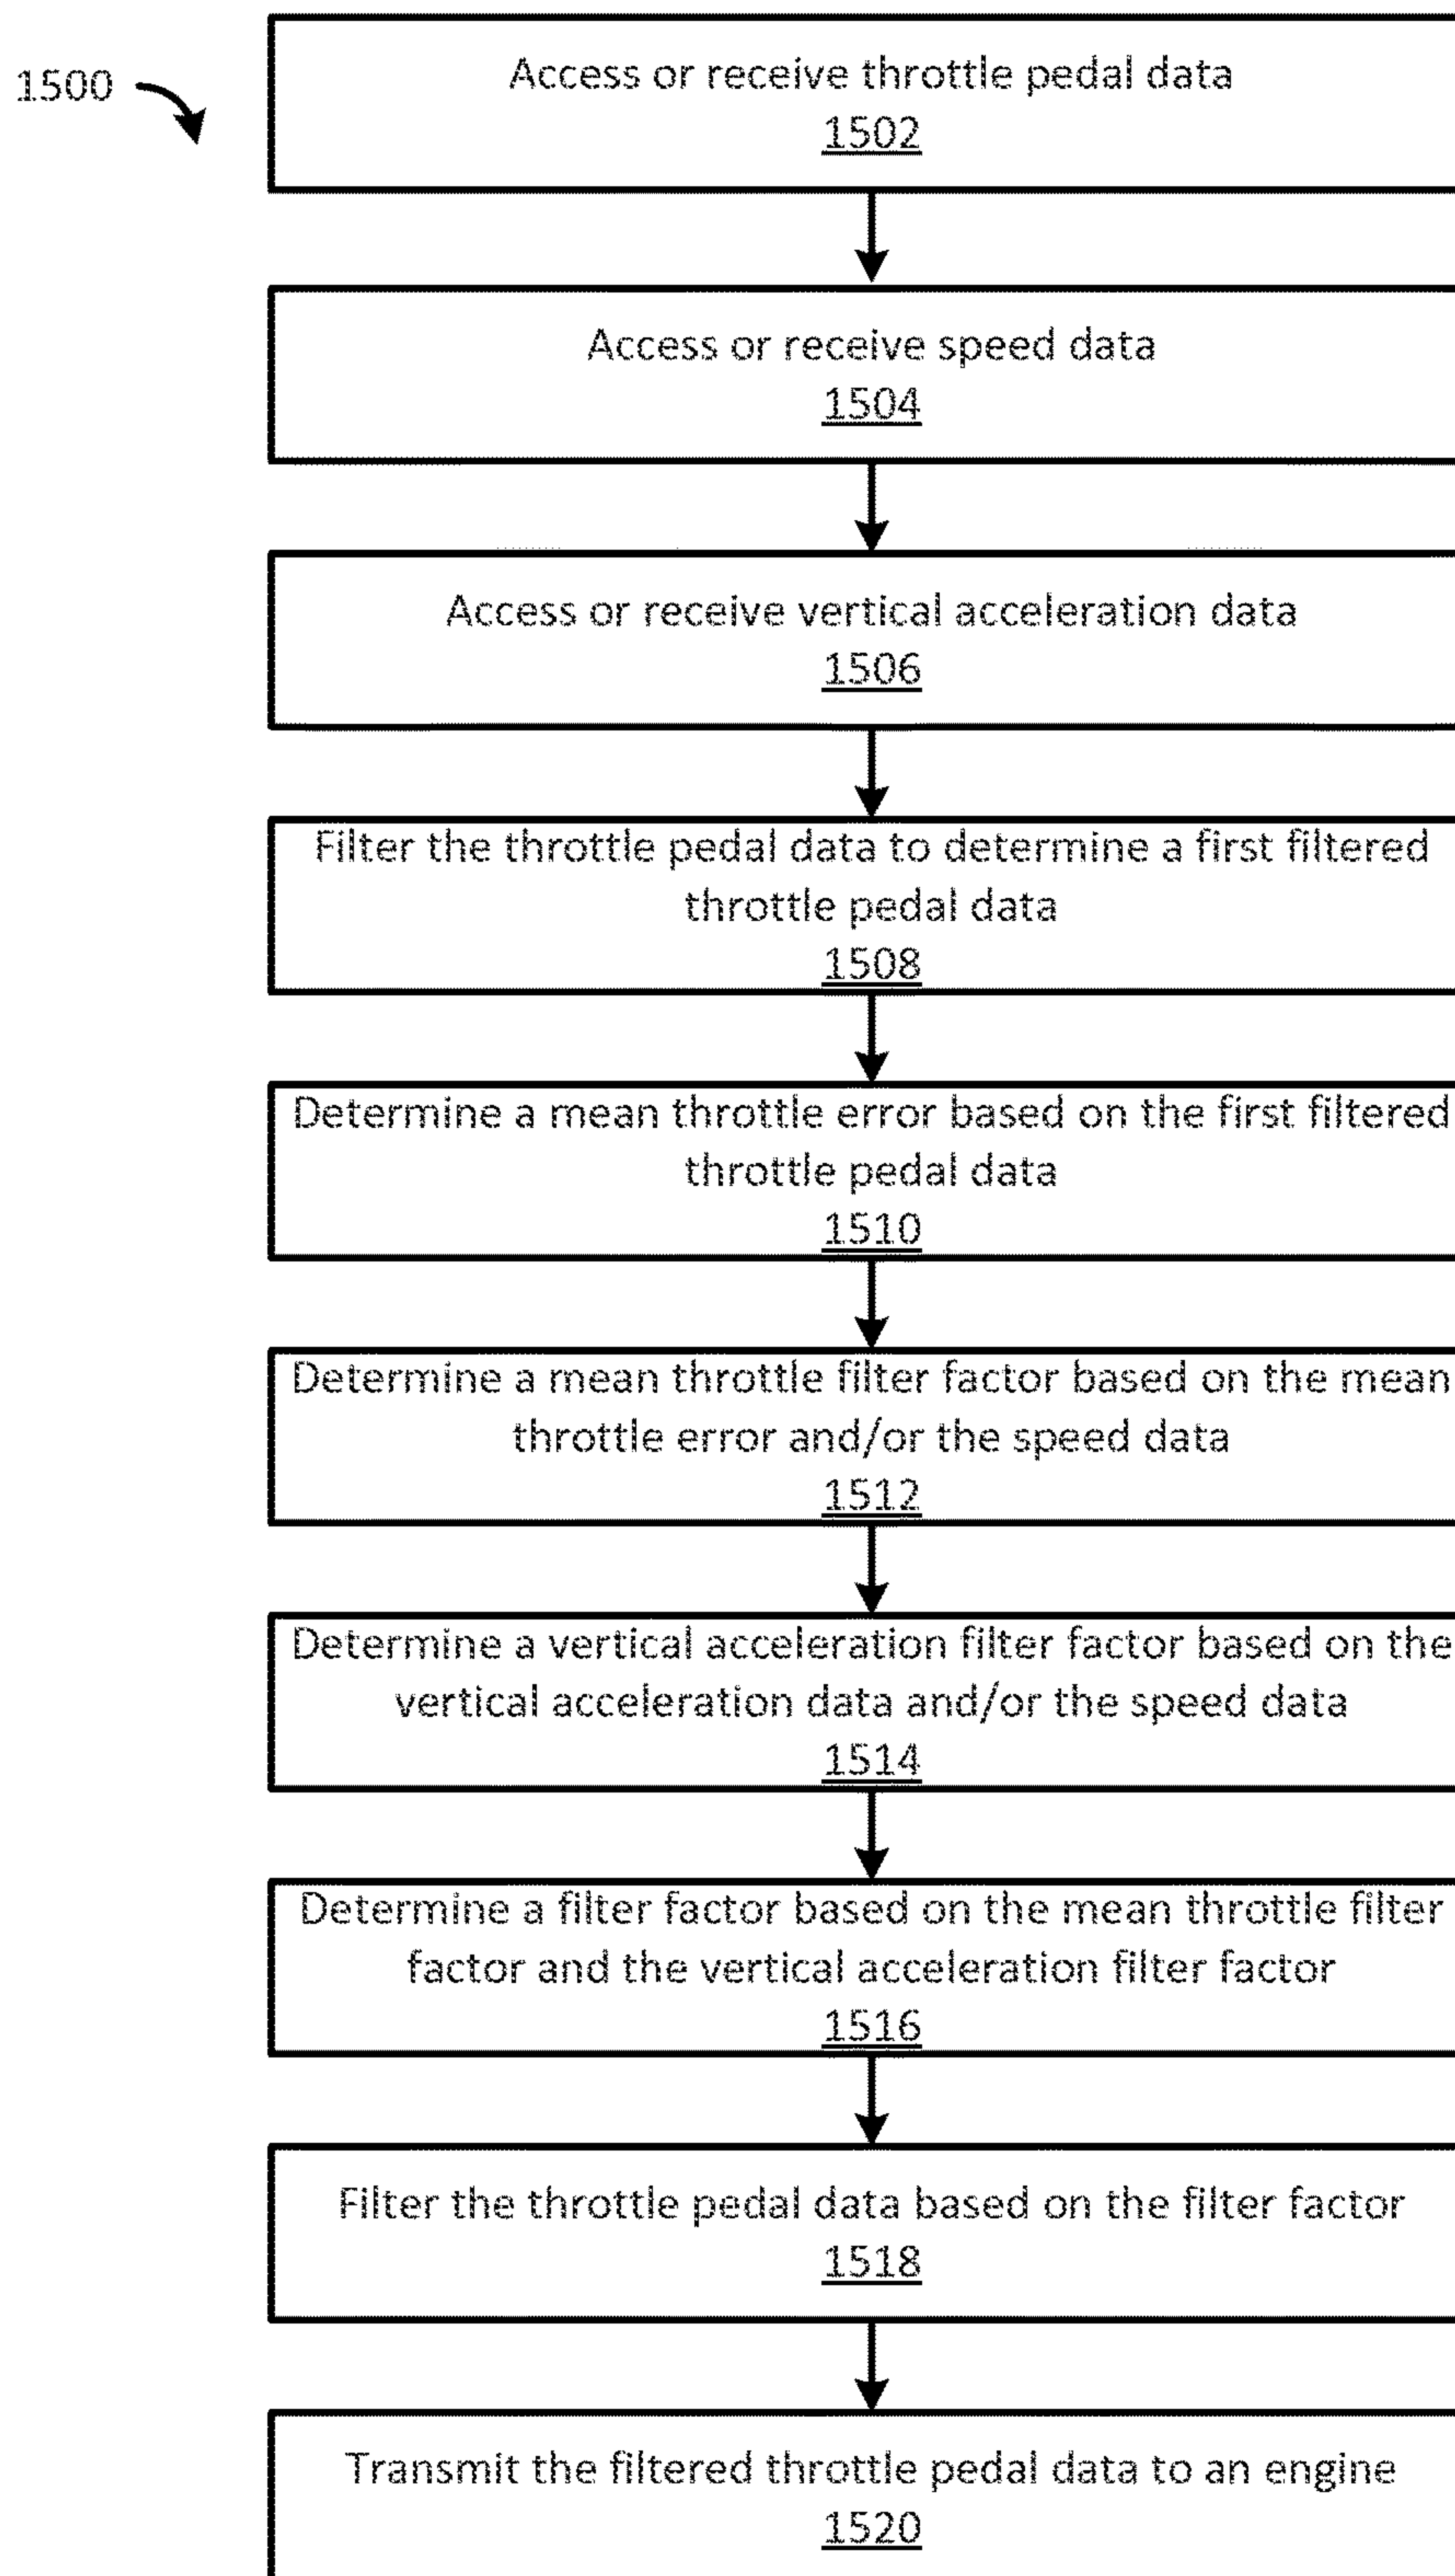 1500
Access or receive throttle pedal data
1502
Access or receive speed data
1504
Access or receive vertical acceleration data
1506
Filter the throttle pedal data to determine a first filtered
throttle pedal data
1508
Determine a mean throttle error based on the first filtered
throttle pedal data
1510
Determine a mean throttle filter factor based on the mean
throttle error and/or the speed data
1512
Determine a vertical acceleration filter factor based on the
vertical acceleration data and/or the speed data
1514
Determine a filter factor based on the mean throttle filter
factor and the vertical acceleration filter factor
1516
Filter the throttle pedal data based on the filter factor
1518
Transmit the filtered throttle pedal data to an engine
1520